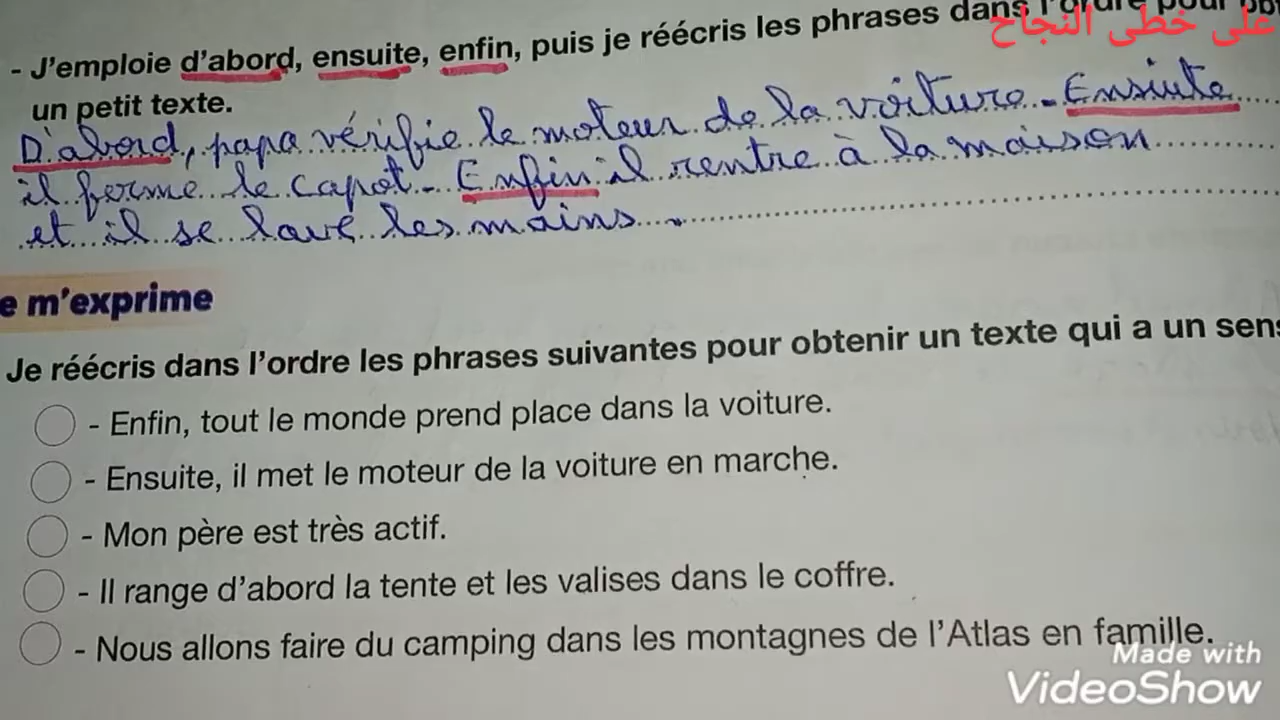 على خطى النجاح
- J'emploie d'abord, ensuite, enfin, puis je réécris les phrases dans l'ordre pour
un petit texte.
D'abord, papa vérifie le moteur de la voiture. Ensiute
il ferme le capot. Enfin il rentre à la maison
et il se lave les mains.
e m'exprime
Je réécris dans l'ordre les phrases suivantes pour obtenir un texte qui a un sens
- Enfin, tout le monde prend place dans la voiture.
- Ensuite, il met le moteur de la voiture en marche.
- Mon père est très actif.
- Il range d'abord la tente et les valises dans le coffre.
- Nous allons faire du camping dans les montagnes de l'Atlas en famille.
Made with
VideoShow